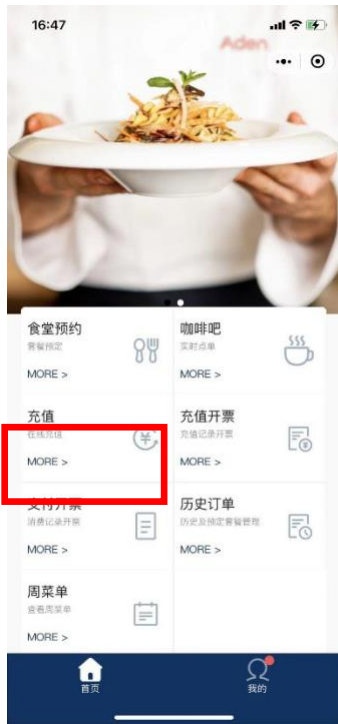 16:47
Aden
食堂预约
咖啡吧
套餐预定
实时点单
MORE >
MORE >
充值
充值开票
在线充值
充值记录开票
MORE >
MORE >
支付开票
历史订单
消费记录开票
历史及预定套餐管理
MORE >
MORE >
周菜单
查看周菜单
MORE >
首页
我的